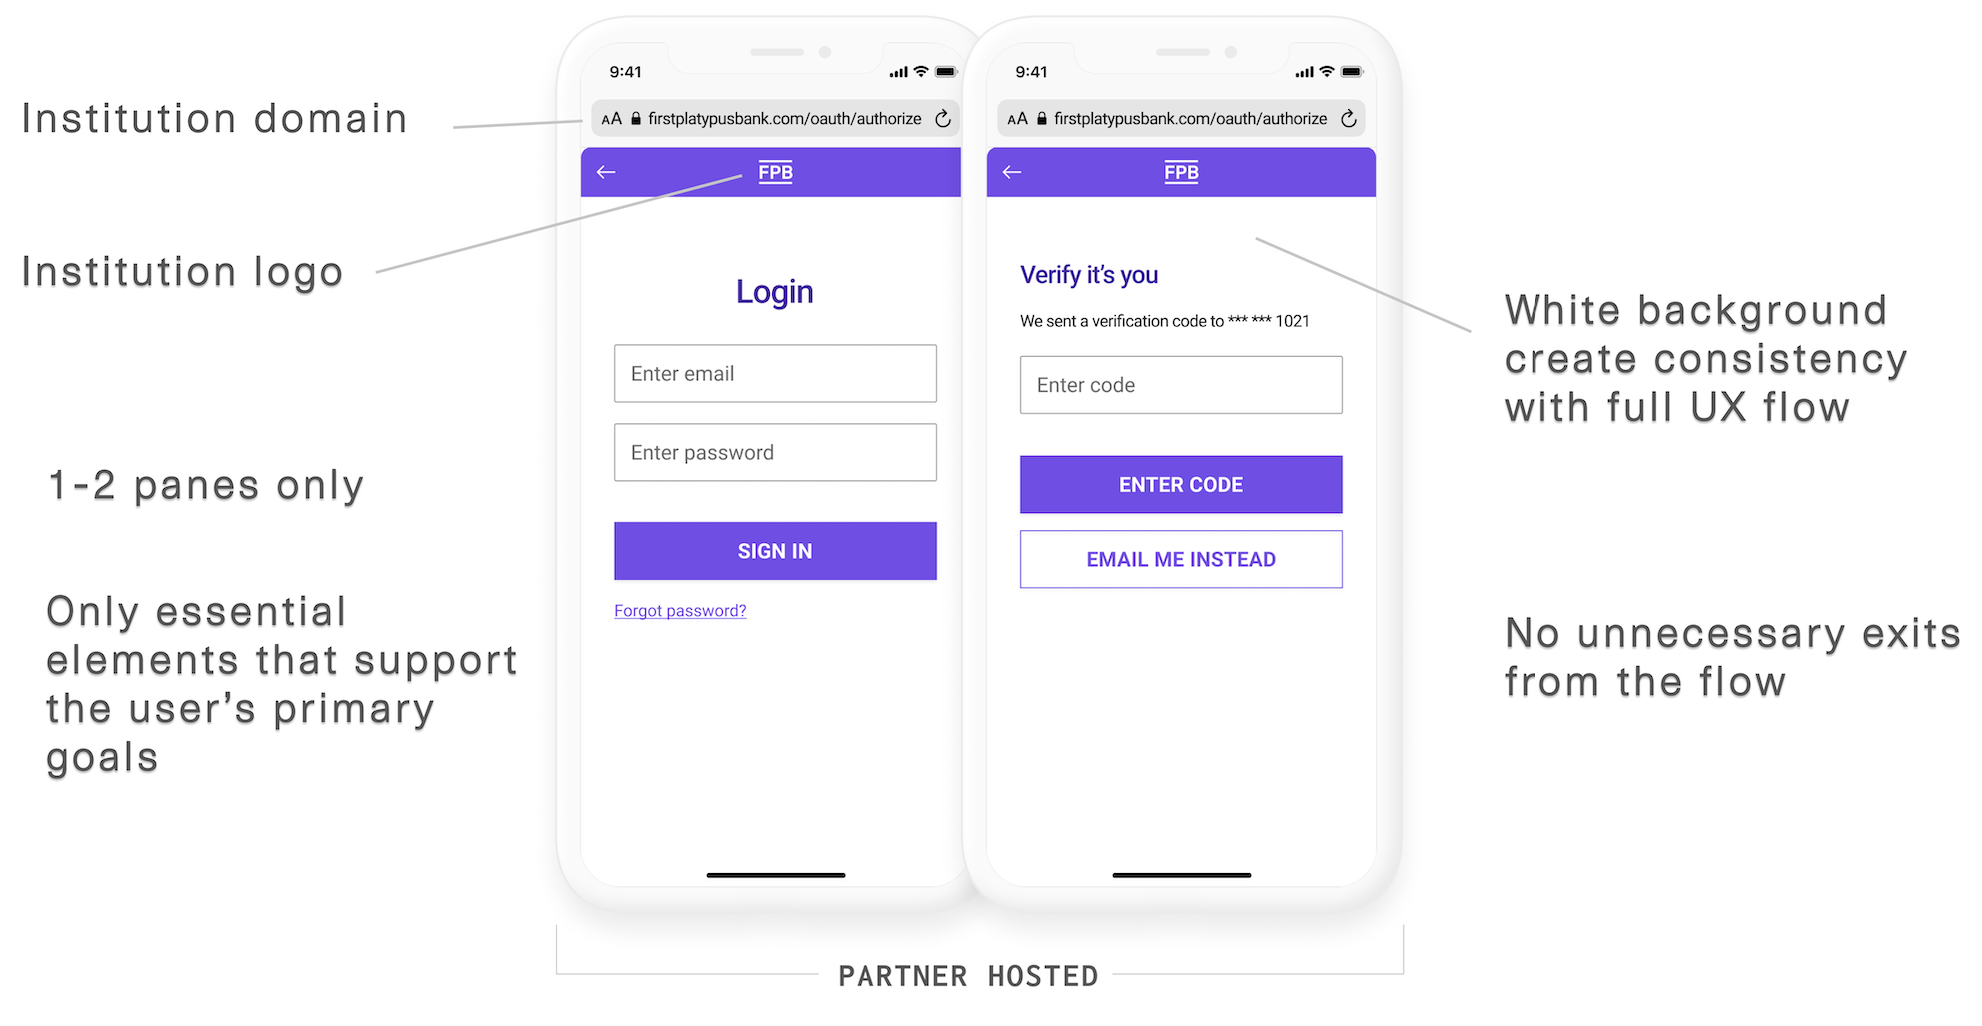 Institution domain
Institution logo
1-2 panes only
Only essential
elements that support
the user's primary
goals
9:41
AA firstplatypusbank.com/oauth/authorize
FPB
Login
Enter email
Enter password
SIGN IN
Forgot password?
9:41
AA firstplatypusbank.com/oauth/authorize
FPB
Verify it's you
We sent a verification code to *** *** 1021
Enter code
ENTER CODE
EMAIL ME INSTEAD
White background
create consistency
with full UX flow
No unnecessary exits
from the flow
PARTNER HOSTED